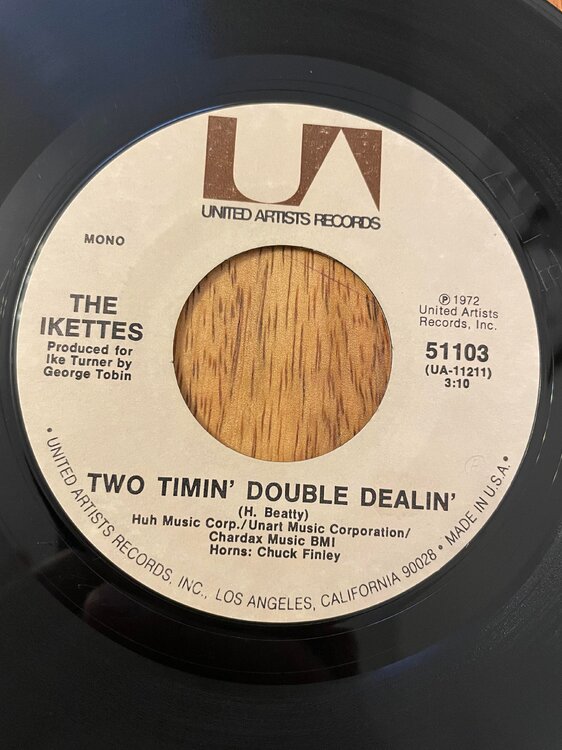 UA
UNITED ARTISTS RECORDS
MONO
THE
IKETTES
Produced for
Ike Turner by
George Tobin
℗ 1972
United Artists
Records, Inc.
51103
(UA-11211)
3:10
TWO TIMIN' DOUBLE DEALIN'
(H. Beatty)
Huh Music Corp./Unart Music Corporation/
Chardax Music BMI
Horns: Chuck Finley
• UNITED ARTISTS RECORDS, INC., LOS ANGELES, CALIFORNIA 90028 • MADE IN U.S.A. •